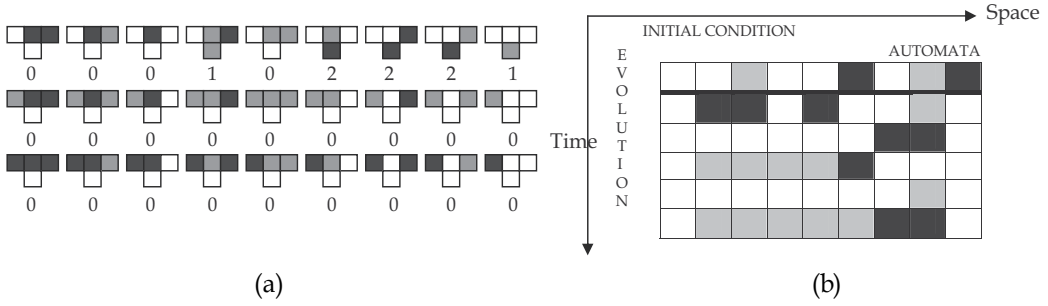 0 0 0 1 0 2 2 2 1
0 0 0 0 0 0 0 0 0
0 0 0 0 0 0 0 0 0
(a)
Space
INITIAL CONDITION
AUTOMATA
EVOLUTION
Time
(b)